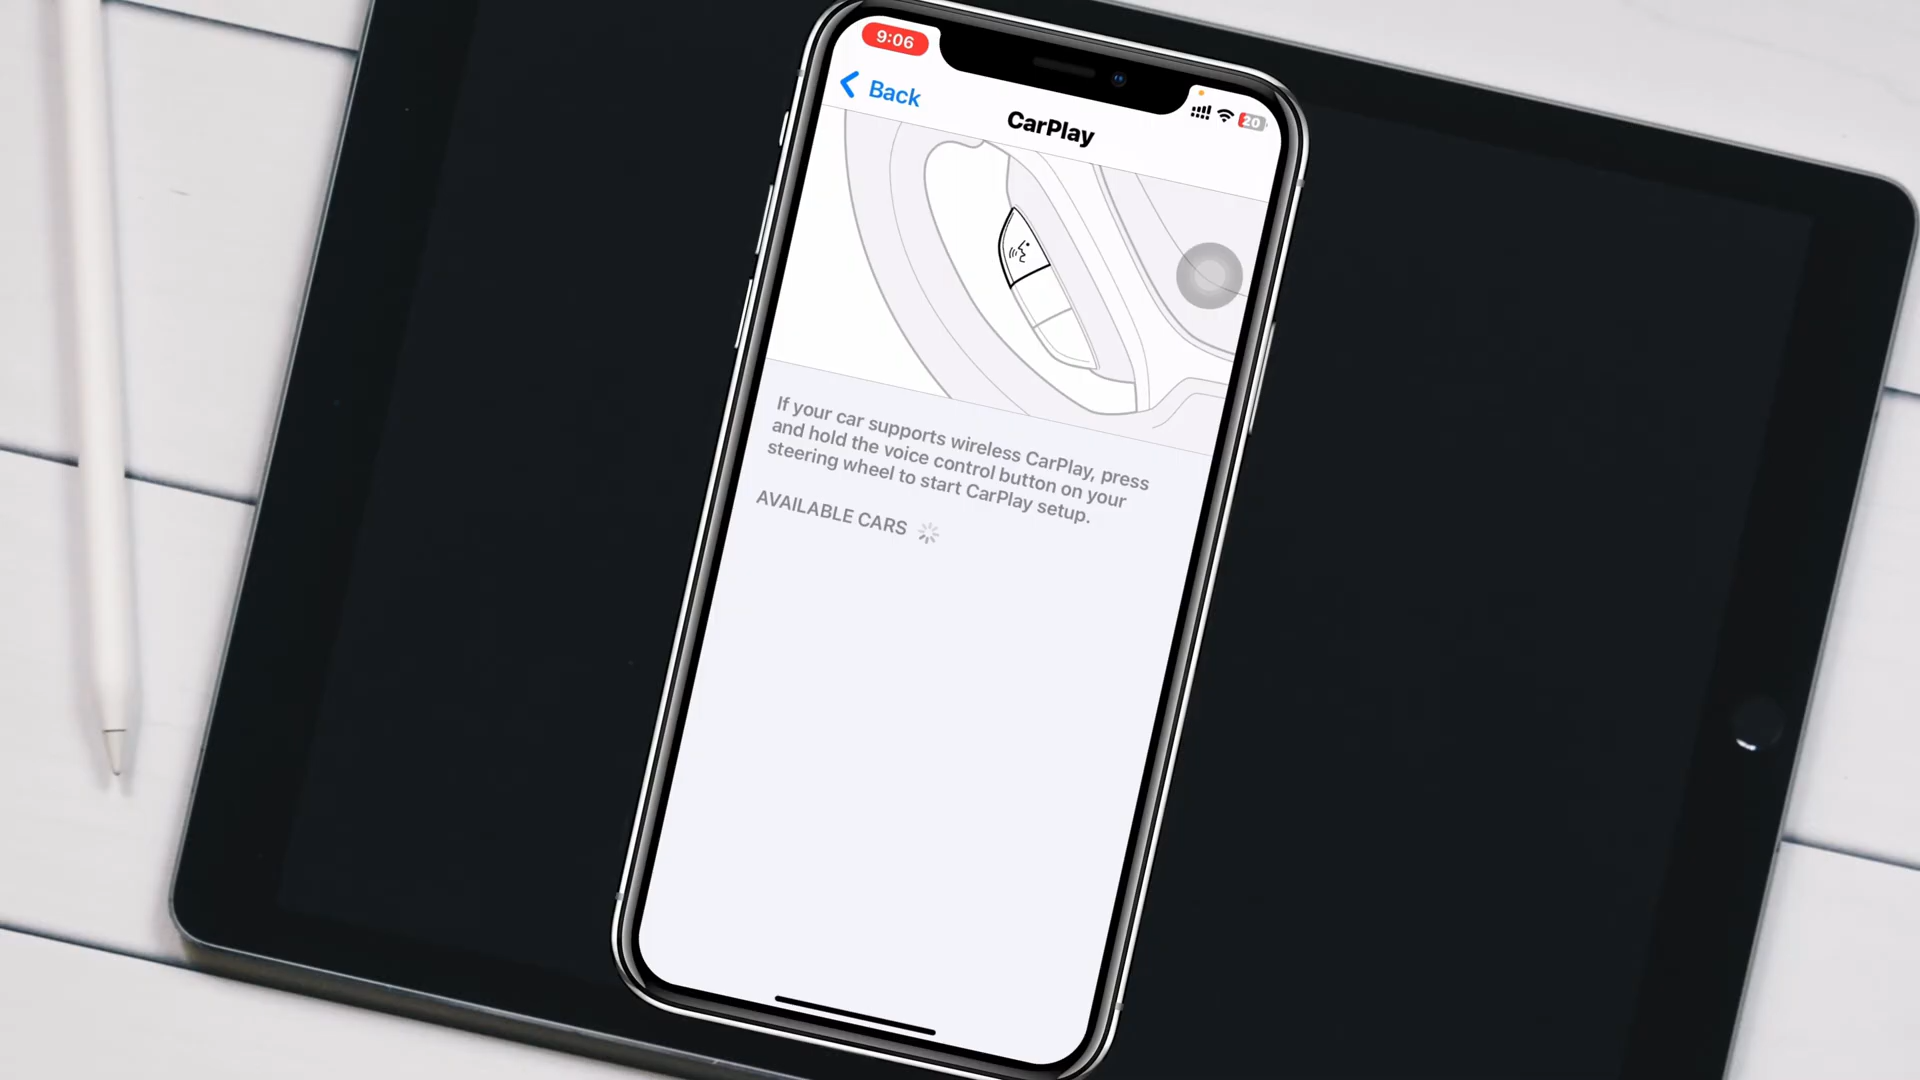 9:06
20
Back
CarPlay
If your car supports wireless CarPlay, press
and hold the voice control button on your
steering wheel to start CarPlay setup.
AVAILABLE CARS